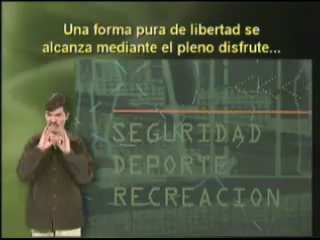 Una forma pura de libertad se
alcanza mediante el pleno disfrute...
SEGURIDAD
DEPORTE
RECREACION